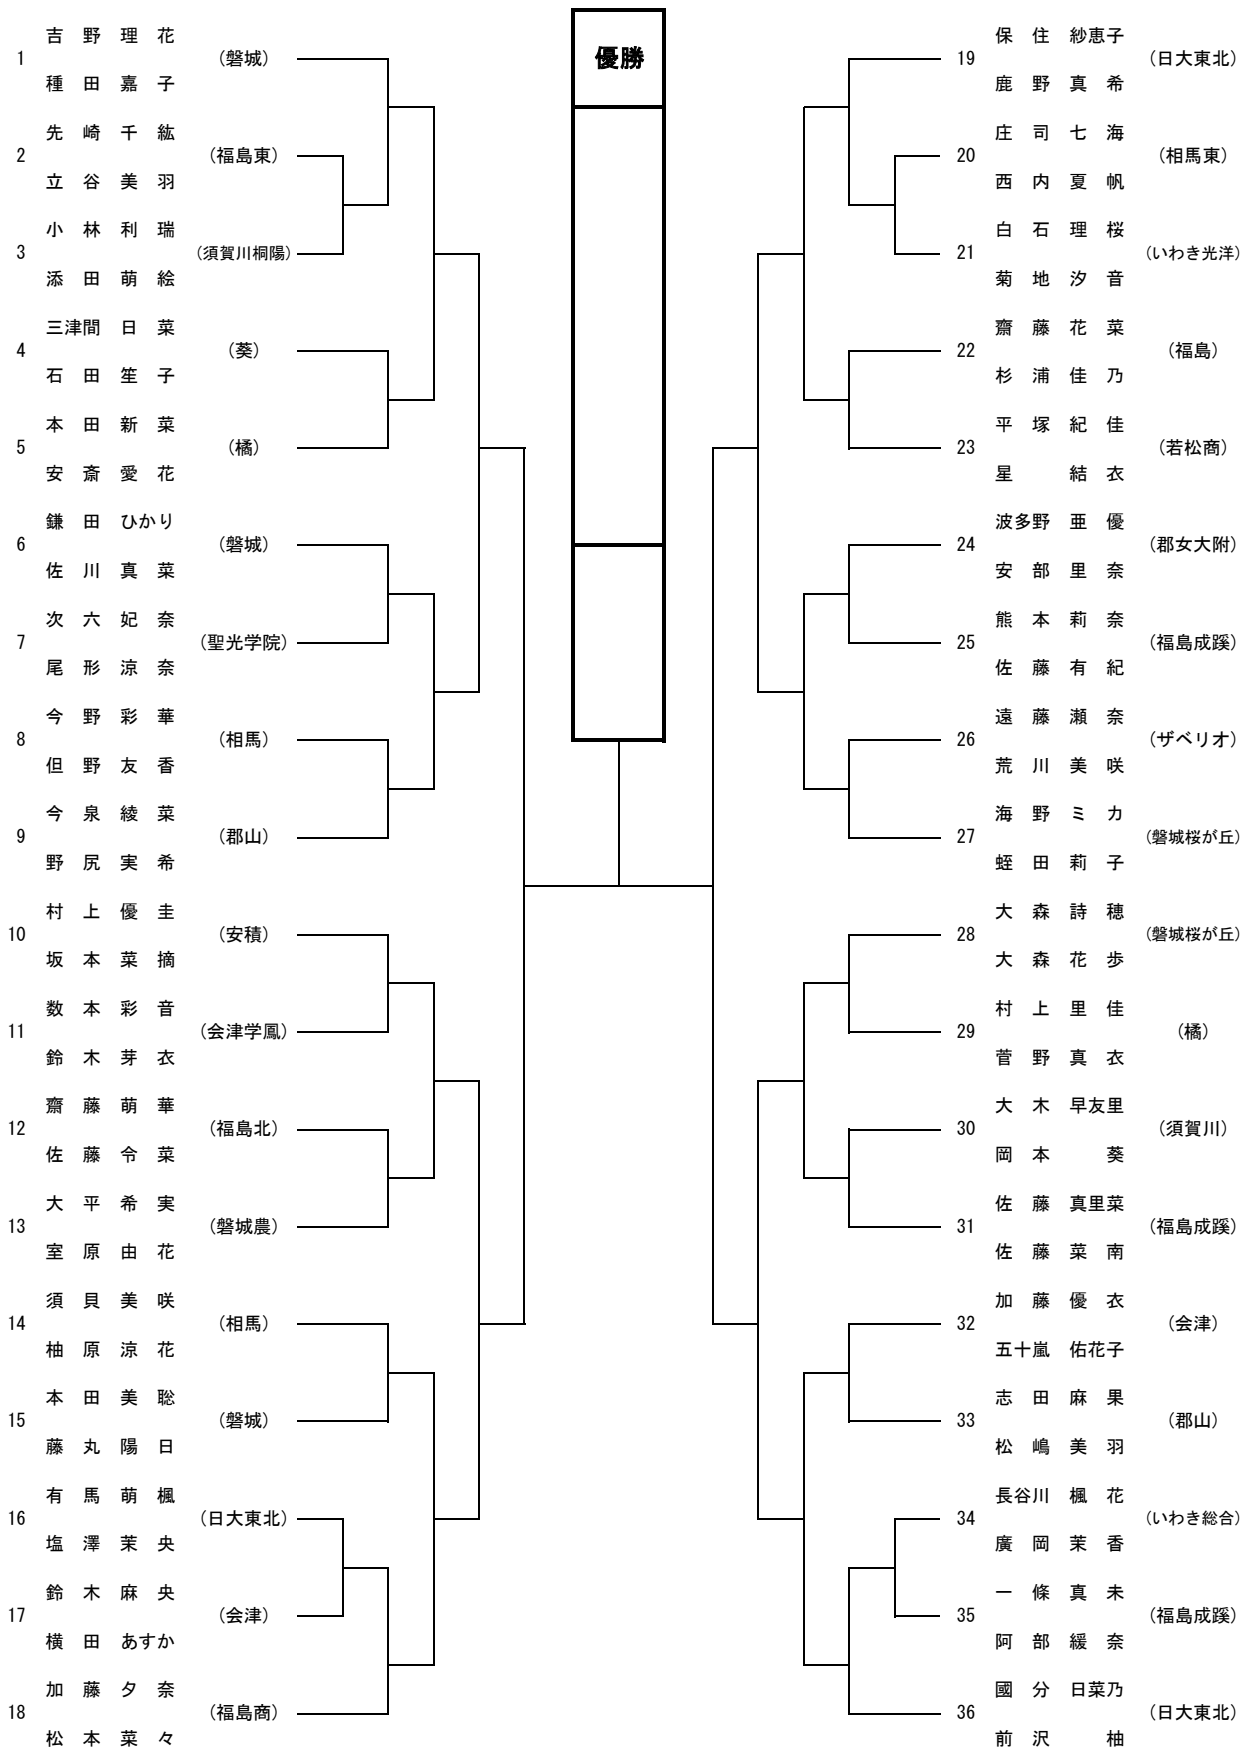 優勝
吉 野 理 花
1 (磐城)
種 田 嘉 子
先 崎 千 紘
2 (福島東)
立 谷 美 羽
小 林 利 瑞
3 (須賀川桐陽)
添 田 萌 絵
三津間 日 菜
4 (葵)
石 田 笙 子
本 田 新 菜
5 (橘)
安 斎 愛 花
鎌 田 ひかり
6 (磐城)
佐 川 真 菜
次 六 妃 奈
7 (聖光学院)
尾 形 涼 奈
今 野 彩 華
8 (相馬)
但 野 友 香
今 泉 綾 菜
9 (郡山)
野 尻 実 希
村 上 優 圭
10 (安積)
坂 本 菜 摘
数 本 彩 音
11 (会津学鳳)
鈴 木 芽 衣
齋 藤 萌 華
12 (福島北)
佐 藤 令 菜
大 平 希 実
13 (磐城農)
室 原 由 花
須 貝 美 咲
14 (相馬)
柚 原 涼 花
本 田 美 聡
15 (磐城)
藤 丸 陽 日
有 馬 萌 楓
16 (日大東北)
塩 澤 茉 央
鈴 木 麻 央
17 (会津)
横 田 あすか
加 藤 夕 奈
18 (福島商)
松 本 菜 々
保 住 紗恵子
19 (日大東北)
鹿 野 真 希
庄 司 七 海
20 (相馬東)
西 内 夏 帆
白 石 理 桜
21 (いわき光洋)
菊 地 汐 音
齋 藤 花 菜
22 (福島)
杉 浦 佳 乃
平 塚 紀 佳
23 (若松商)
星 結 衣
波多野 亜 優
24 (郡女大附)
安 部 里 奈
熊 本 莉 奈
25 (福島成蹊)
佐 藤 有 紀
遠 藤 瀬 奈
26 (ザベリオ)
荒 川 美 咲
海 野 ミ カ
27 (磐城桜が丘)
蛭 田 莉 子
大 森 詩 穂
28 (磐城桜が丘)
大 森 花 歩
村 上 里 佳
29 (橘)
菅 野 真 衣
大 木 早友里
30 (須賀川)
岡 本 葵
佐 藤 真里菜
31 (福島成蹊)
佐 藤 菜 南
加 藤 優 衣
32 (会津)
五十嵐 佑花子
志 田 麻 果
33 (郡山)
松 嶋 美 羽
長谷川 楓 花
34 (いわき総合)
廣 岡 茉 香
一 條 真 未
35 (福島成蹊)
阿 部 綾 奈
國 分 日菜乃
36 (日大東北)
前 沢 柚